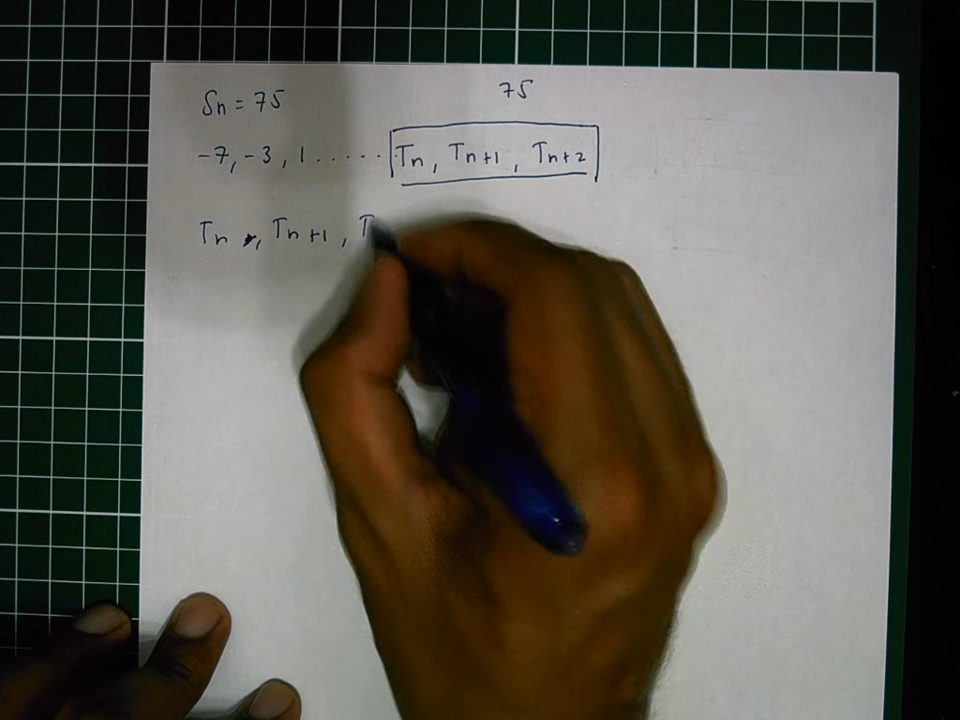 Sn = 75
75
-7, -3, 1 ...... Tn, Tn+1, Tn+2
Tn, Tn+1, T